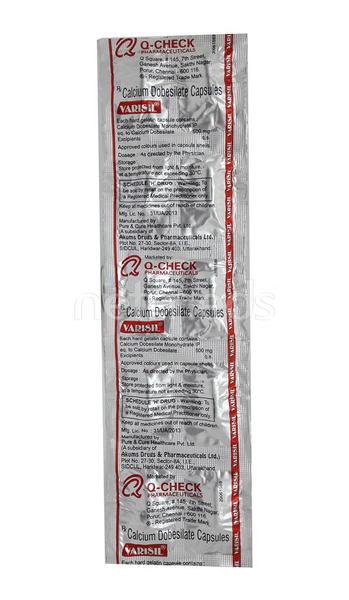 Q-CHECK
PHARMACEUTICALS
Q Square, # 145, 7th Street,
Ganesh Avenue, Sakthi Nagar,
Porur, Chennai - 600 116.
® : Registered Trade Mark
Rx Calcium Dobesilate Capsules
VARISIL®
Each hard gelatin capsule contains:
Calcium Dobesilate Monohydrate IP
eq. to Calcium Dobesilate 500 mg
Excipients q.s.
Approved colours used in capsule shells.
Dosage : As directed by the Physician.
Storage:
Store protected from light & moisture,
at a temperature not exceeding 30°C.
SCHEDULE 'H' DRUG - Warning: To
be sold by retail on the prescription of
a Registered Medical Practitioner only.
Keep all medicines out of reach of children.
Mfg. Lic. No.: 31/UA/2013
Manufactured by
Pure & Cure Healthcare Pvt. Ltd.
(A subsidiary of
Akums Drugs & Pharmaceuticals Ltd.)
Plot No. 27-30, Sector-8A, I.I.E.,
SIDCUL, Haridwar-249 403, Uttarakhand
Marketed by :
Q-CHECK
PHARMACEUTICALS
Q Square, # 145, 7th Street,
Ganesh Avenue, Sakthi Nagar,
Porur, Chennai - 600 116.
® : Registered Trade Mark
Rx Calcium Dobesilate Capsules
VARISIL®
Each hard gelatin capsule contains:
Calcium Dobesilate Monohydrate IP
eq. to Calcium Dobesilate 500 mg
Excipients q.s.
Approved colours used in capsule shells.
Dosage : As directed by the Physician.
Storage:
Store protected from light & moisture,
at a temperature not exceeding 30°C.
SCHEDULE 'H' DRUG - Warning: To
be sold by retail on the prescription of
a Registered Medical Practitioner only.
Keep all medicines out of reach of children.
Mfg. Lic. No.: 31/UA/2013
Manufactured by
Pure & Cure Healthcare Pvt. Ltd.
(A subsidiary of
Akums Drugs & Pharmaceuticals Ltd.)
Plot No. 27-30, Sector-8A, I.I.E.,
SIDCUL, Haridwar-249 403, Uttarakhand
Marketed by :
Q-CHECK
PHARMACEUTICALS
Q Square, # 145, 7th Street,
Ganesh Avenue, Sakthi Nagar,
Porur, Chennai - 600 116.
® : Registered Trade Mark
Rx Calcium Dobesilate Capsules
VARISIL®
Each hard gelatin capsule contains:
VARISIL